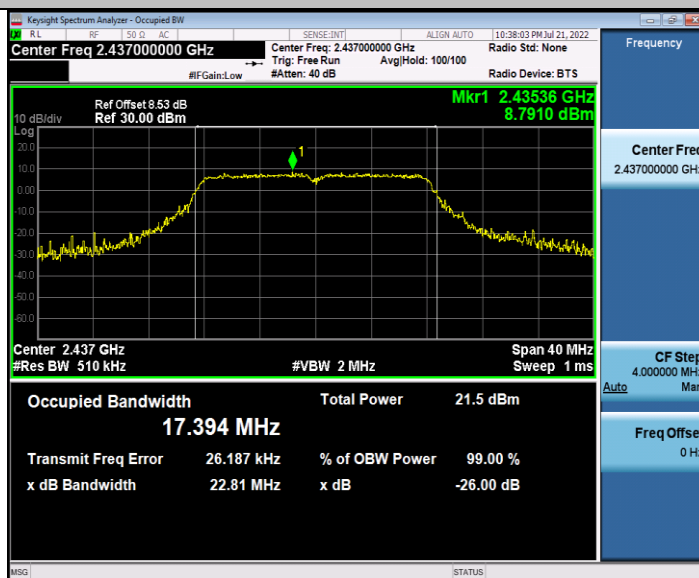 Keysight Spectrum Analyzer - Occupied BW
RL RF 50 Ω AC SENSE:INT ALIGN AUTO 10:38:03 PM Jul 21, 2022
Center Freq 2.437000000 GHz
Center Freq: 2.437000000 GHz
Radio Std: None
Trig: Free Run Avg|Hold: 100/100
#IFGain:Low #Atten: 40 dB Radio Device: BTS
Ref Offset 8.53 dB
10 dB/div Ref 30.00 dBm
Mkr1 2.43536 GHz
8.7910 dBm
Log
20.0
10.0
0.00
-10.0
-20.0
-30.0
-40.0
-50.0
-60.0
1
Center 2.437 GHz Span 40 MHz
#Res BW 510 kHz #VBW 2 MHz Sweep 1 ms
Occupied Bandwidth Total Power 21.5 dBm
17.394 MHz
Transmit Freq Error 26.187 kHz % of OBW Power 99.00 %
x dB Bandwidth 22.81 MHz x dB -26.00 dB
MSG STATUS
Frequency
Center Freq
2.437000000 GHz
CF Step
4.000000 MHz
Auto Man
Freq Offset
0 Hz